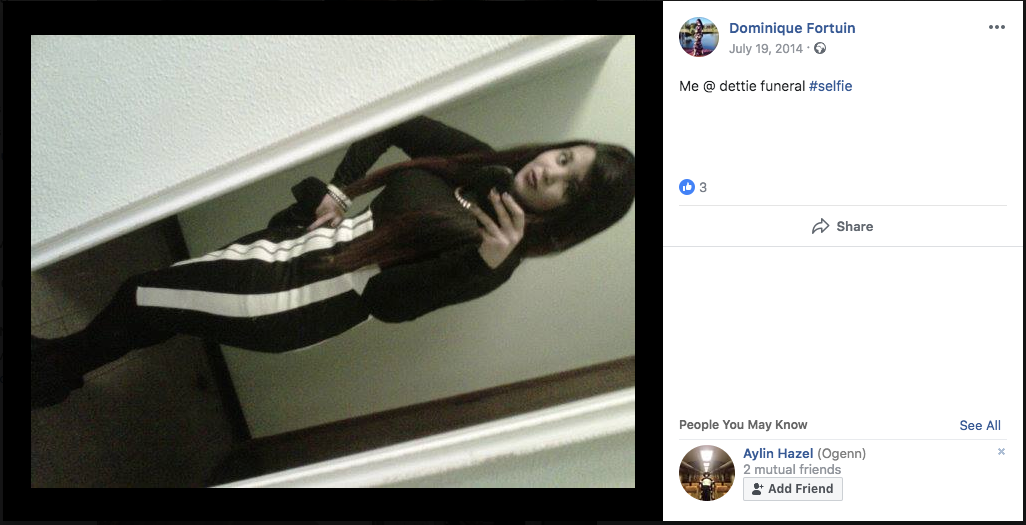 Dominique Fortuin
July 19, 2014 ·
Me @ dettie funeral #selfie
3
Share
People You May Know
See All
Aylin Hazel (Ogenn)
2 mutual friends
Add Friend